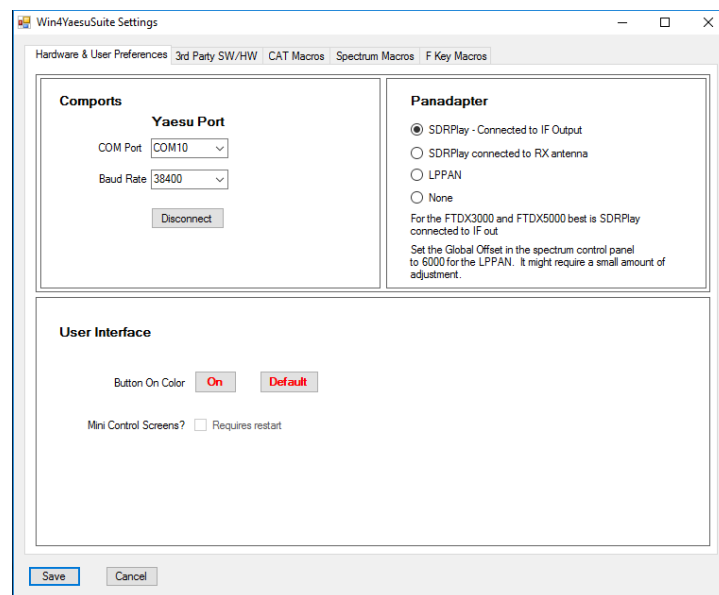 Win4YaesuSuite Settings
Hardware & User Preferences 3rd Party SW/HW CAT Macros Spectrum Macros F Key Macros
Comports
Yaesu Port
COM Port COM10
Baud Rate 38400
Disconnect
Panadapter
SDRPlay - Connected to IF Output
SDRPlay connected to RX antenna
LPPAN
None
For the FTDX3000 and FTDX5000 best is SDRPlay
connected to IF out
Set the Global Offset in the spectrum control panel
to 6000 for the LPPAN. It might require a small amount of
adjustment.
User Interface
Button On Color On Default
Mini Control Screens? Requires restart
Save Cancel